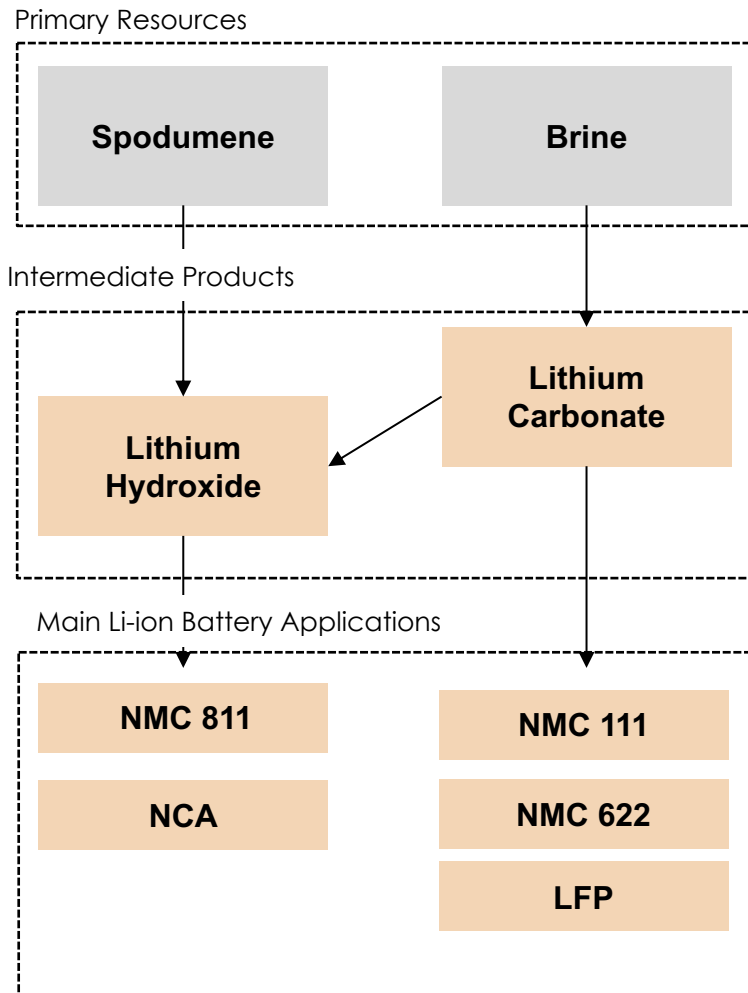 Primary Resources
Spodumene
Brine
Intermediate Products
Lithium
Carbonate
Lithium
Hydroxide
Main Li-ion Battery Applications
NMC 811
NMC 111
NCA
NMC 622
LFP